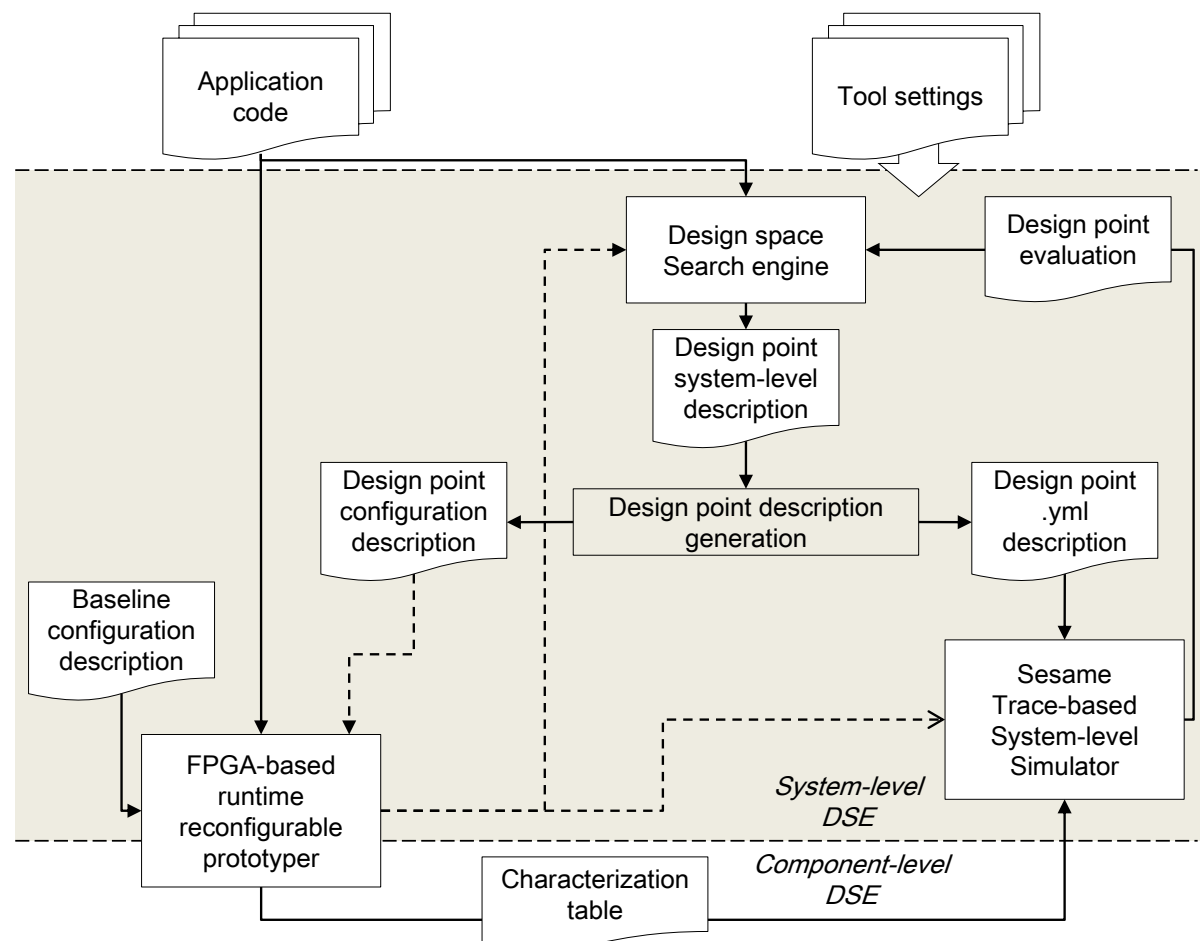 Application
code
Tool settings
Design space
Search engine
Design point
evaluation
Design point
system-level
description
Design point
configuration
description
Design point description
generation
Design point
.yml
description
Baseline
configuration
description
Sesame
Trace-based
System-level
Simulator
FPGA-based
runtime
reconfigurable
prototyper
System-level
DSE
Component-level
DSE
Characterization
table